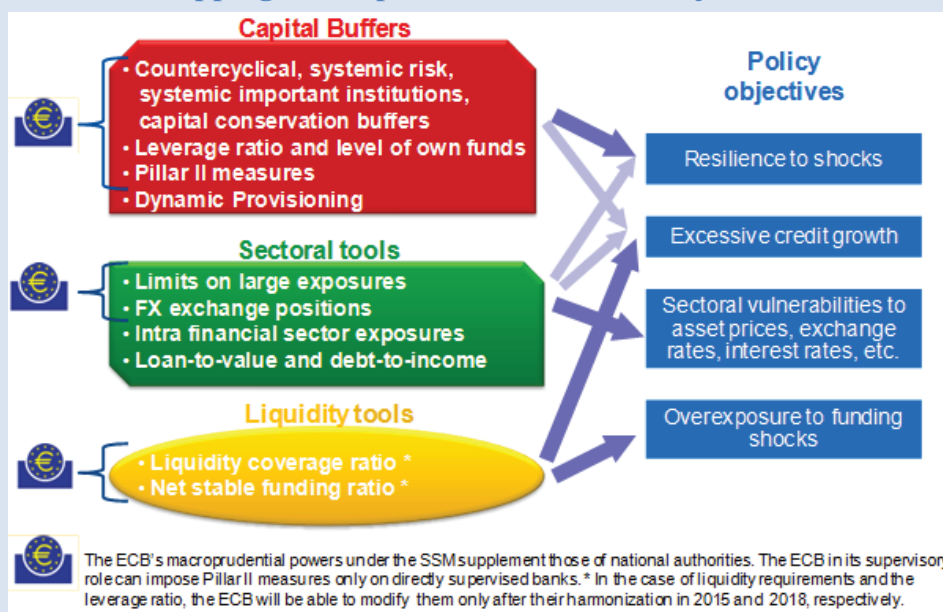 Capital Buffers
• Countercyclical, systemic risk,
systemic important institutions,
capital conservation buffers
• Leverage ratio and level of own funds
• Pillar II measures
• Dynamic Provisioning
Sectoral tools
• Limits on large exposures
• FX exchange positions
• Intra financial sector exposures
• Loan-to-value and debt-to-income
Liquidity tools
• Liquidity coverage ratio *
• Net stable funding ratio *
Policy
objectives
Resilience to shocks
Excessive credit growth
Sectoral vulnerabilities to
asset prices, exchange
rates, interest rates, etc.
Overexposure to funding
shocks
The ECB's macroprudential powers under the SSM supplement those of national authorities. The ECB in its supervisory
role can impose Pillar II measures only on directly supervised banks. * In the case of liquidity requirements and the
leverage ratio, the ECB will be able to modify them only after their harmonization in 2015 and 2018, respectively.